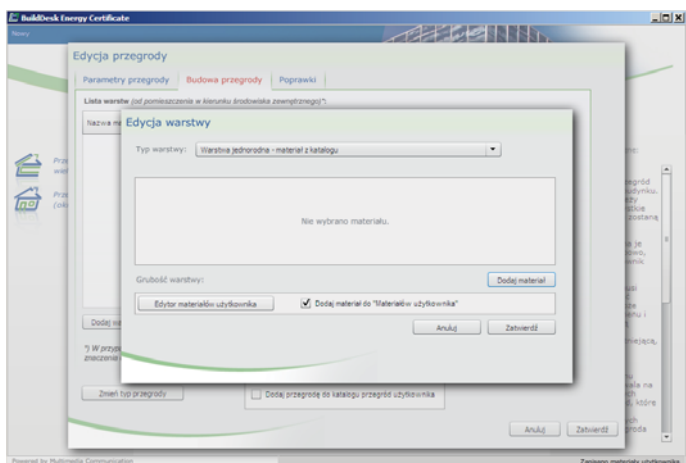 BuildDesk Energy Certificate
Nowy
Edycja przegrody
Parametry przegrody Budowa przegrody Poprawki
Lista warstw (od pomieszczenia w kierunku środowiska zewnętrznego)*:
Nazwa
Edycja warstwy
Typ warstwy: Warstwa jednorodna - materiał z katalogu
Nie wybrano materiału.
Grubość warstwy:
Dodaj materiał
Edytor materiałów użytkownika Dodaj materiał do "Materiałów użytkownika"
Anuluj Zatwierdź
Dodaj
*) W
znaczenie
Zmień typ przegrody Dodaj przegrodę do katalogu przegród użytkownika
Anuluj Zatwierdź
Powered by Multimedia Communication Zapisano materiały użytkownika